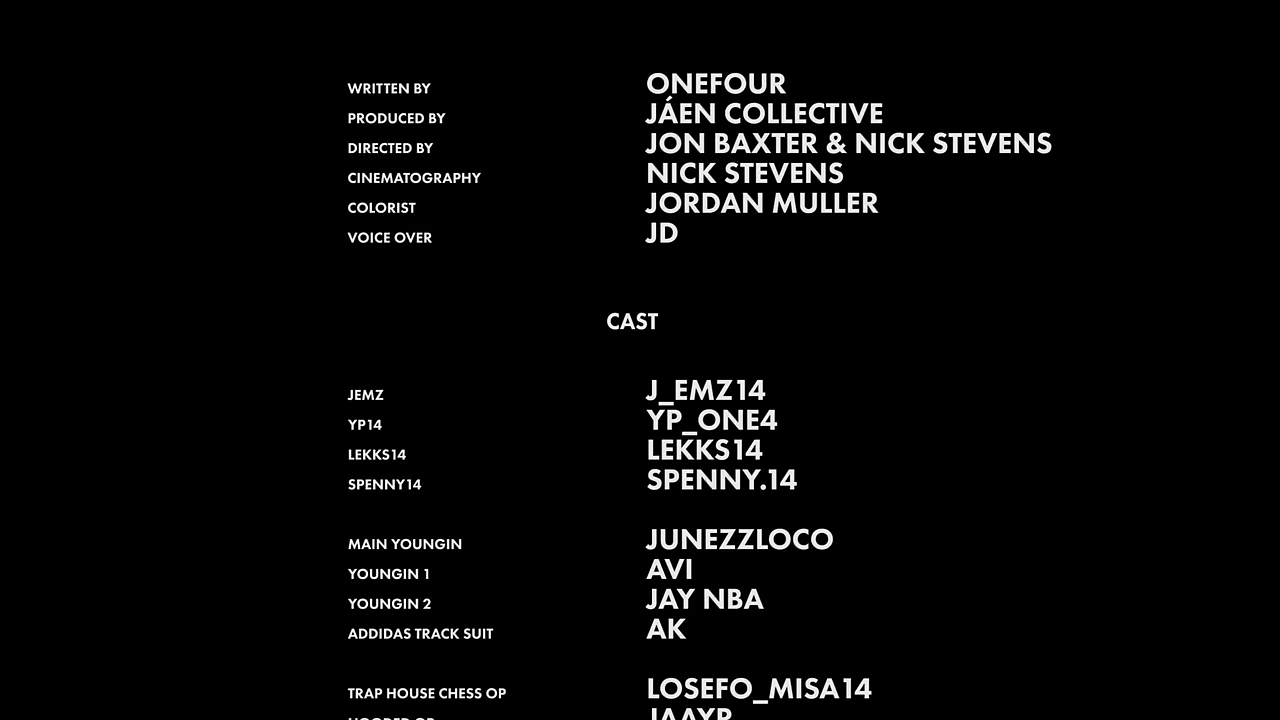 WRITTEN BY ONEFOUR
PRODUCED BY JÁEN COLLECTIVE
DIRECTED BY JON BAXTER & NICK STEVENS
CINEMATOGRAPHY NICK STEVENS
COLORIST JORDAN MULLER
VOICE OVER JD
CAST
JEMZ J_EMZ14
YP14 YP_ONE4
LEKKS14 LEKKS14
SPENNY14 SPENNY.14
MAIN YOUNGIN JUNEZZLOCO
YOUNGIN 1 AVI
YOUNGIN 2 JAY NBA
ADDIDAS TRACK SUIT AK
TRAP HOUSE CHESS OP LOSEFO_MISA14